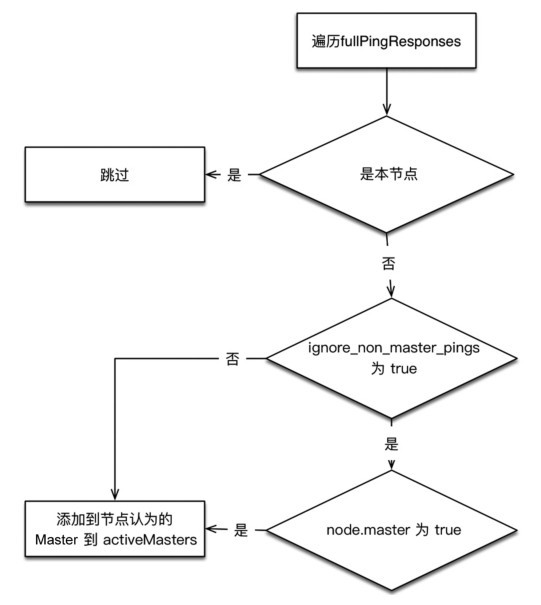 遍历fullPingResponses
是本节点
是
跳过
否
ignore_non_master_pings
为 true
否
是
node.master 为 true
是
添加到节点认为的
Master 到 activeMasters